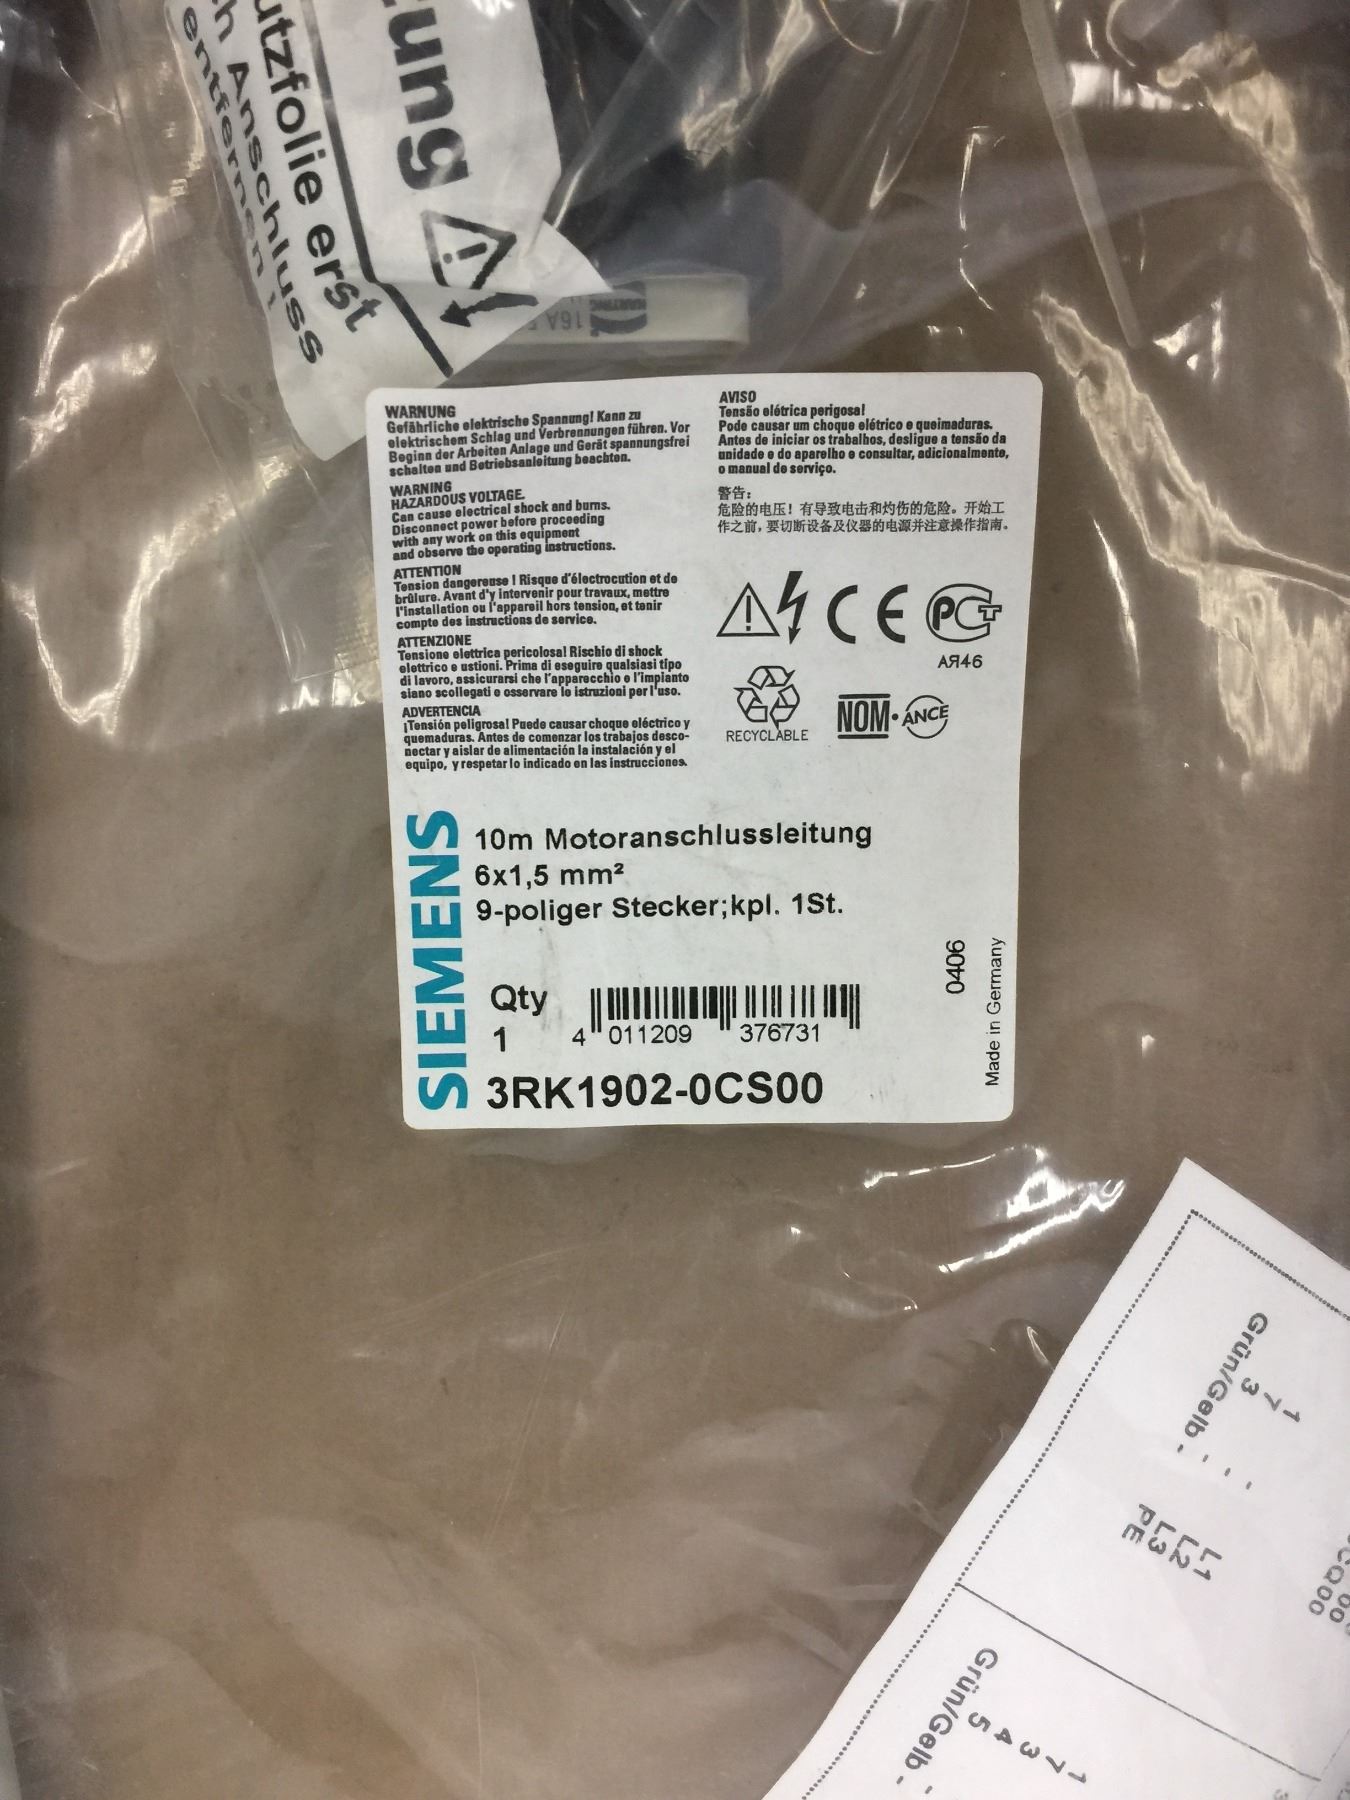 ung
utzfolie erst
h Anschluss
entfernen !
HARTING
16A
WARNUNG
Gefährliche elektrische Spannung! Kann zu
elektrischem Schlag und Verbrennungen führen. Vor
Beginn der Arbeiten Anlage und Gerät spannungsfrei
schalten und Betriebsanleitung beachten.
WARNING
HAZARDOUS VOLTAGE.
Can cause electrical shock and burns.
Disconnect power before proceeding
with any work on this equipment
and observe the operating instructions.
ATTENTION
Tension dangereuse ! Risque d'électrocution et de
brûlure. Avant d'y intervenir pour travaux, mettre
l'installation ou l'appareil hors tension, et tenir
compte des instructions de service.
ATTENZIONE
Tensione elettrica pericolosa! Rischio di shock
elettrico e ustioni. Prima di eseguire qualsiasi tipo
di lavoro, assicurarsi che l'apparecchio e l'impianto
siano scollegati e osservare le istruzioni per l'uso.
ADVERTENCIA
¡Tensión peligrosa! Puede causar choque eléctrico y
quemaduras. Antes de comenzar los trabajos desco-
nectar y aislar de alimentación la instalación y el
equipo, y respetar lo indicado en las instrucciones.
AVISO
Tensão elétrica perigosa!
Pode causar um choque elétrico e queimaduras.
Antes de iniciar os trabalhos, desligue a tensão da
unidade e do aparelho e consultar, adicionalmente,
o manual de serviço.
警告:
危险的电压! 有导致电击和灼伤的危险。开始工
作之前,要切断设备及仪器的电源并注意操作指南。
CE
PCT
АЯ46
RECYCLABLE
NOM·ANCE
SIEMENS
10m Motoranschlussleitung
6x1,5 mm²
9-poliger Stecker;kpl. 1St.
Qty
1
4 011209 376731
3RK1902-0CS00
0406
Made in Germany
1 - L1
7 - L2
3 - L3
Grün/Gelb - PE
CQ00
1
7
3
4
5
Grün/Gelb -